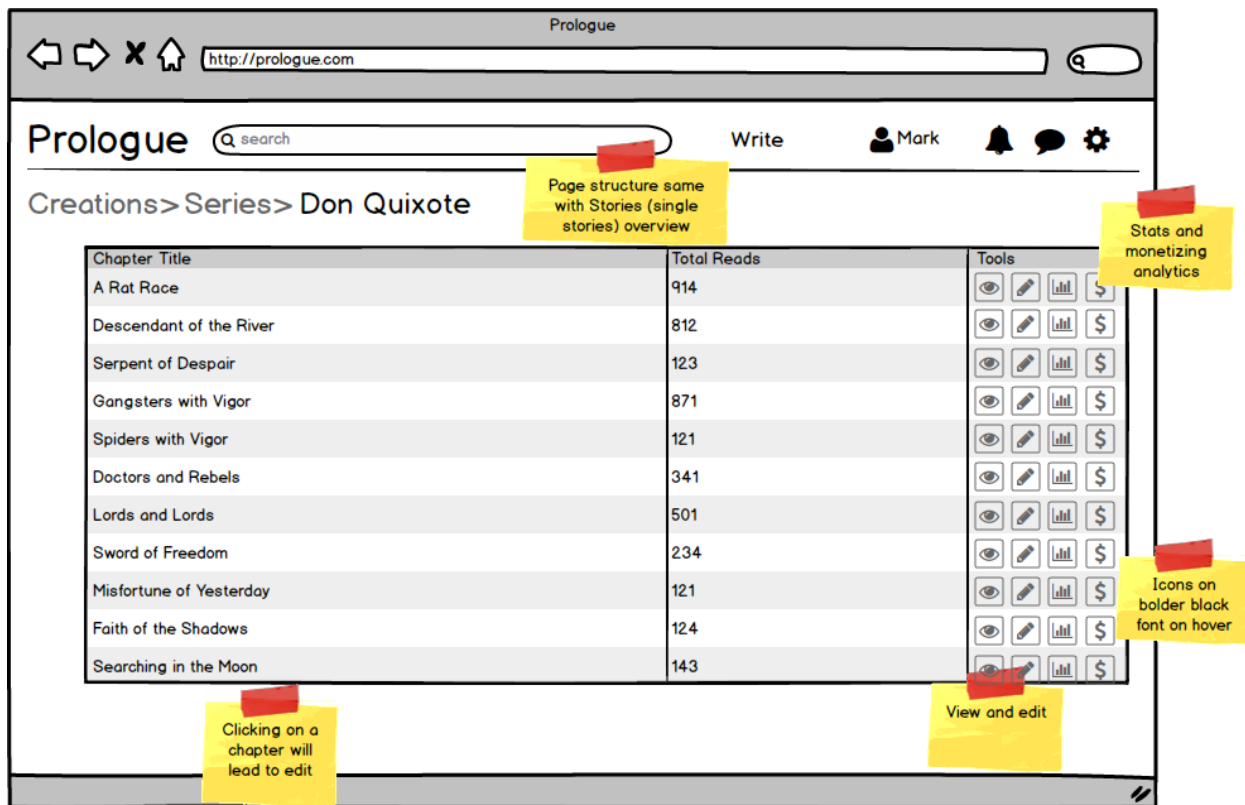 Prologue
http://prologue.com
Prologue
search
Write
Mark
Page structure same
with Stories (single
stories) overview
Creations> Series> Don Quixote
Stats and
monetizing
analytics
Chapter Title Total Reads Tools
A Rat Race 914 $
Descendant of the River 812 $
Serpent of Despair 123 $
Gangsters with Vigor 871 $
Spiders with Vigor 121 $
Doctors and Rebels 341 $
Lords and Lords 501 $
Sword of Freedom 234 $
Misfortune of Yesterday 121 $
Icons on
bolder black
font on hover
Faith of the Shadows 124 $
Searching in the Moon 143 $
View and edit
Clicking on a
chapter will
lead to edit